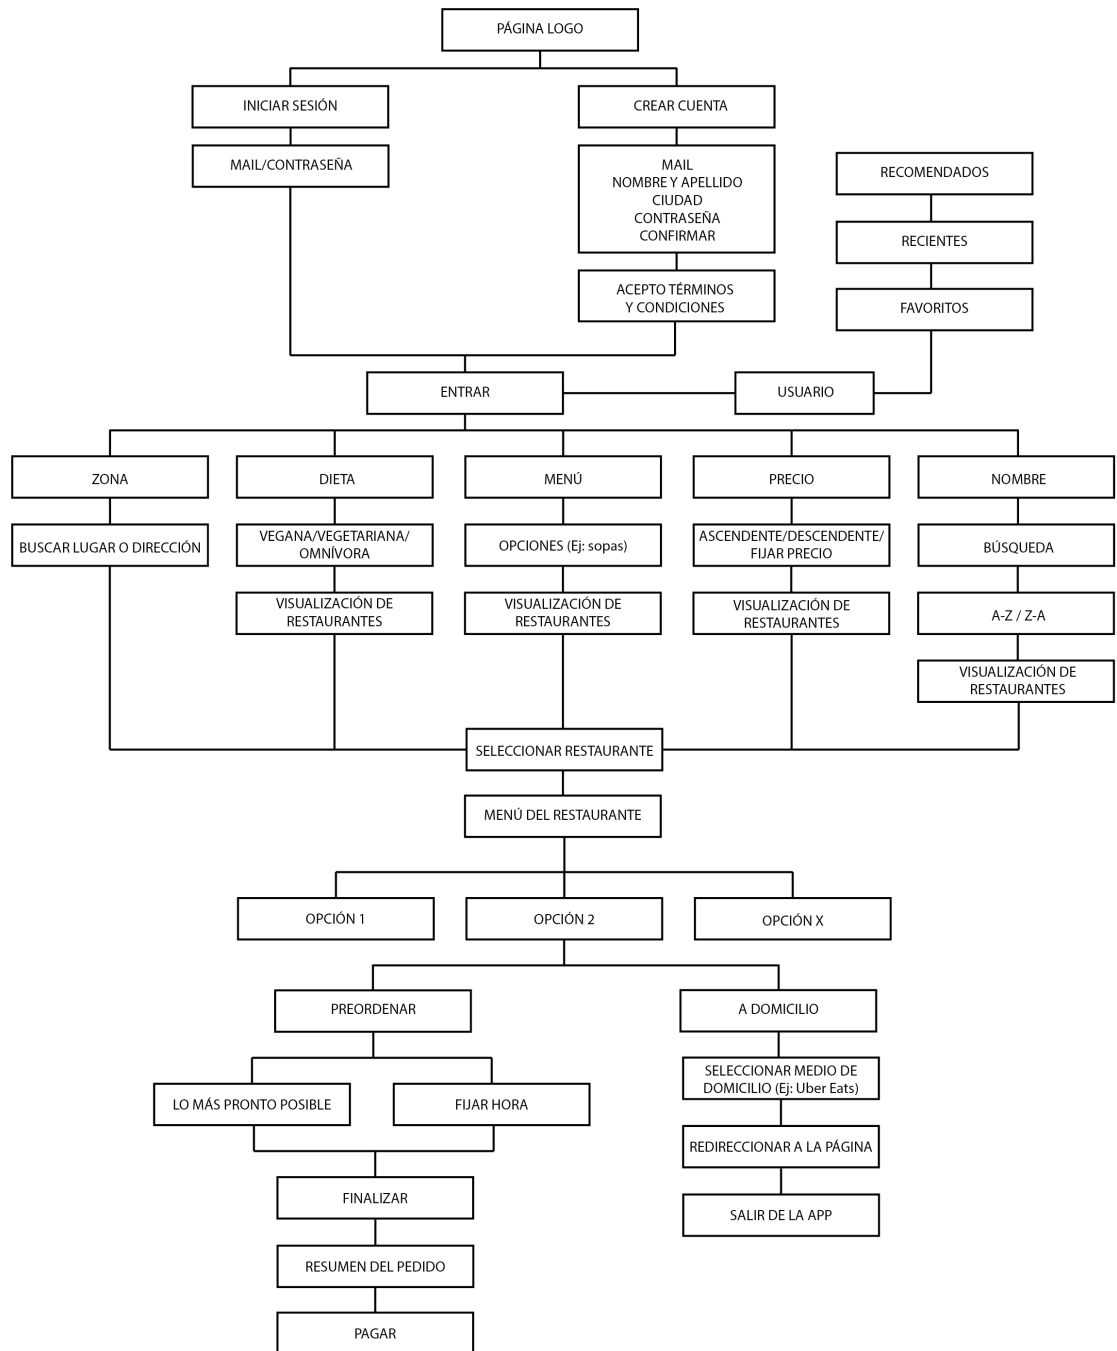 PÁGINA LOGO
INICIAR SESIÓN
CREAR CUENTA
MAIL/CONTRASEÑA
MAIL
NOMBRE Y APELLIDO
CIUDAD
CONTRASEÑA
CONFIRMAR
RECOMENDADOS
RECIENTES
ACEPTO TÉRMINOS
Y CONDICIONES
FAVORITOS
ENTRAR
USUARIO
ZONA
DIETA
MENÚ
PRECIO
NOMBRE
BUSCAR LUGAR O DIRECCIÓN
VEGANA/VEGETARIANA/
OMNÍVORA
OPCIONES (Ej: sopas)
ASCENDENTE/DESCENDENTE/
FIJAR PRECIO
BÚSQUEDA
VISUALIZACIÓN DE
RESTAURANTES
VISUALIZACIÓN DE
RESTAURANTES
VISUALIZACIÓN DE
RESTAURANTES
A-Z / Z-A
VISUALIZACIÓN DE
RESTAURANTES
SELECCIONAR RESTAURANTE
MENÚ DEL RESTAURANTE
OPCIÓN 1
OPCIÓN 2
OPCIÓN X
PREORDENAR
A DOMICILIO
LO MÁS PRONTO POSIBLE
FIJAR HORA
SELECCIONAR MEDIO DE
DOMICILIO (Ej: Uber Eats)
REDIRECCIONAR A LA PÁGINA
FINALIZAR
SALIR DE LA APP
RESUMEN DEL PEDIDO
PAGAR